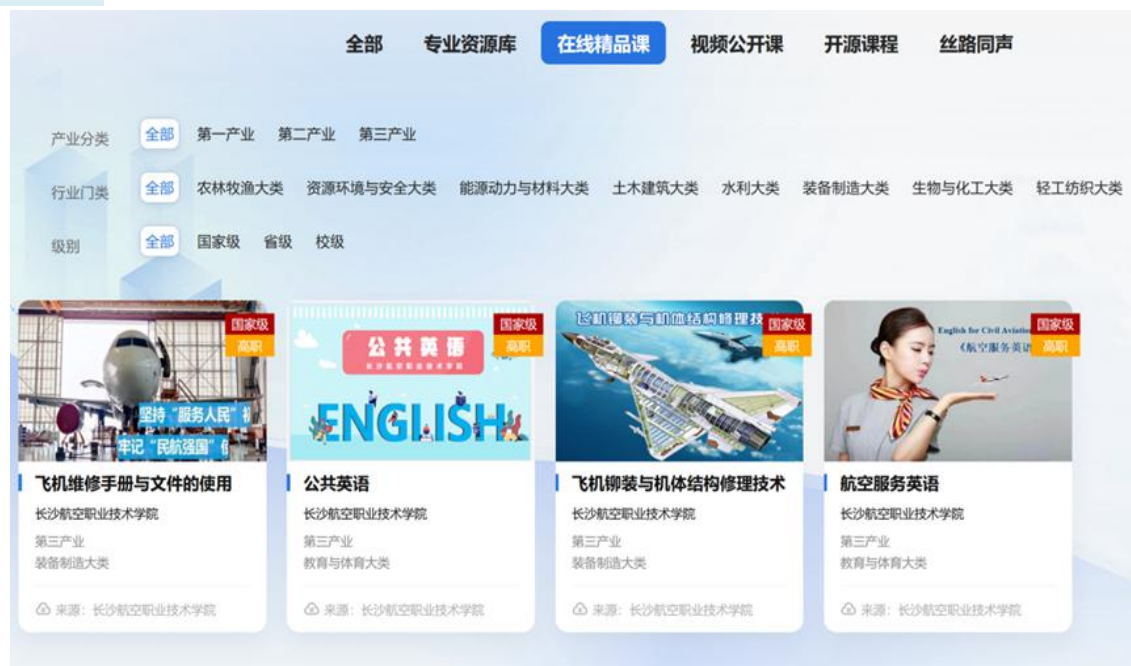 全部 专业资源库 在线精品课 视频公开课 开源课程 丝路同声
产业分类 全部 第一产业 第二产业 第三产业
行业门类 全部 农林牧渔大类 资源环境与安全大类 能源动力与材料大类 土木建筑大类 水利大类 装备制造大类 生物与化工大类 轻工纺织大类
级别 全部 国家级 省级 校级
国家级
高职
坚持“服务人民”
牢记“民航强国”
飞机维修手册与文件的使用
长沙航空职业技术学院
第三产业
装备制造大类
来源：长沙航空职业技术学院
国家级
高职
公共英语
长沙航空职业技术学院
ENGLISH
公共英语
长沙航空职业技术学院
第三产业
教育与体育大类
来源：长沙航空职业技术学院
飞机铆装与机体结构修理技
国家级
高职
飞机铆装与机体结构修理技术
长沙航空职业技术学院
第三产业
装备制造大类
来源：长沙航空职业技术学院
English for Civil Aviation
《航空服务英语
国家级
高职
航空服务英语
长沙航空职业技术学院
第三产业
教育与体育大类
来源：长沙航空职业技术学院